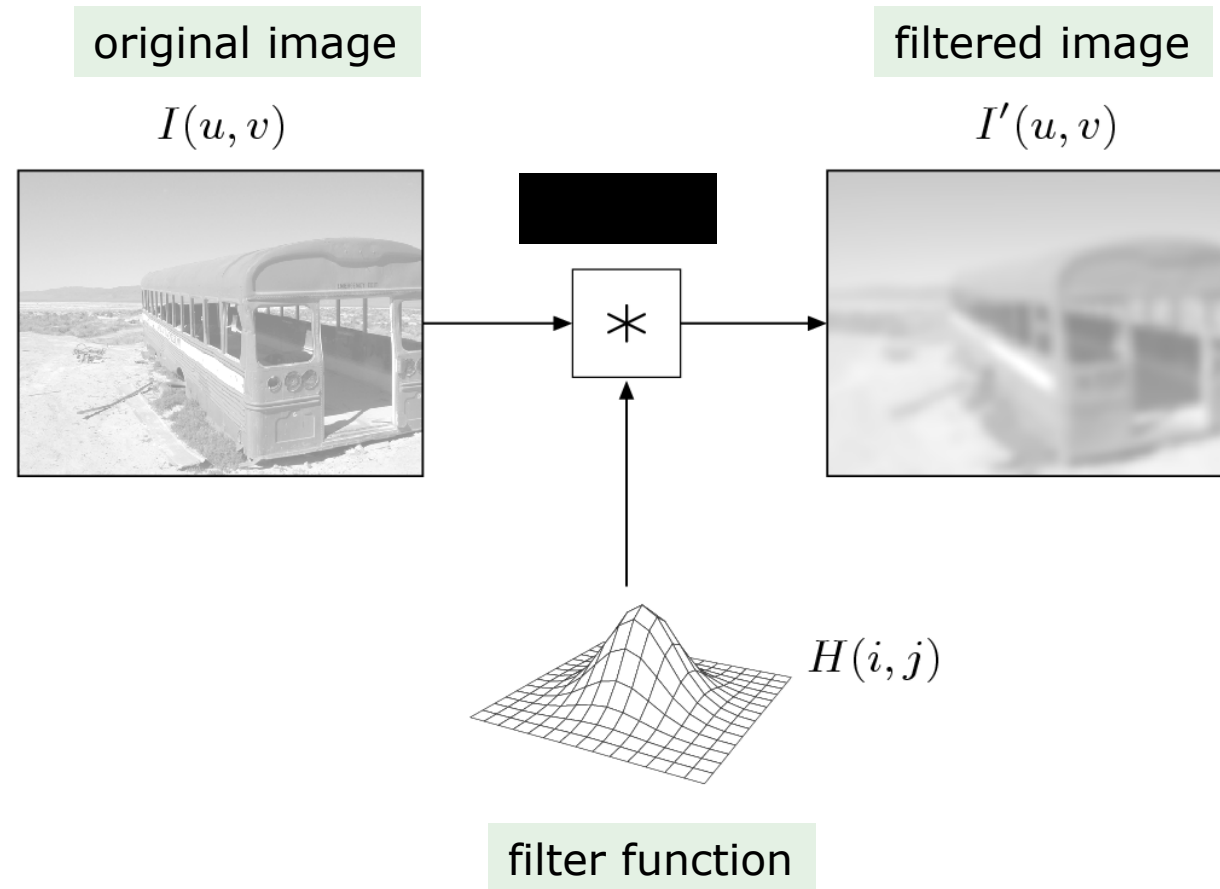 original image
filtered image
I(u, v)
I′(u, v)
*
H(i, j)
filter function